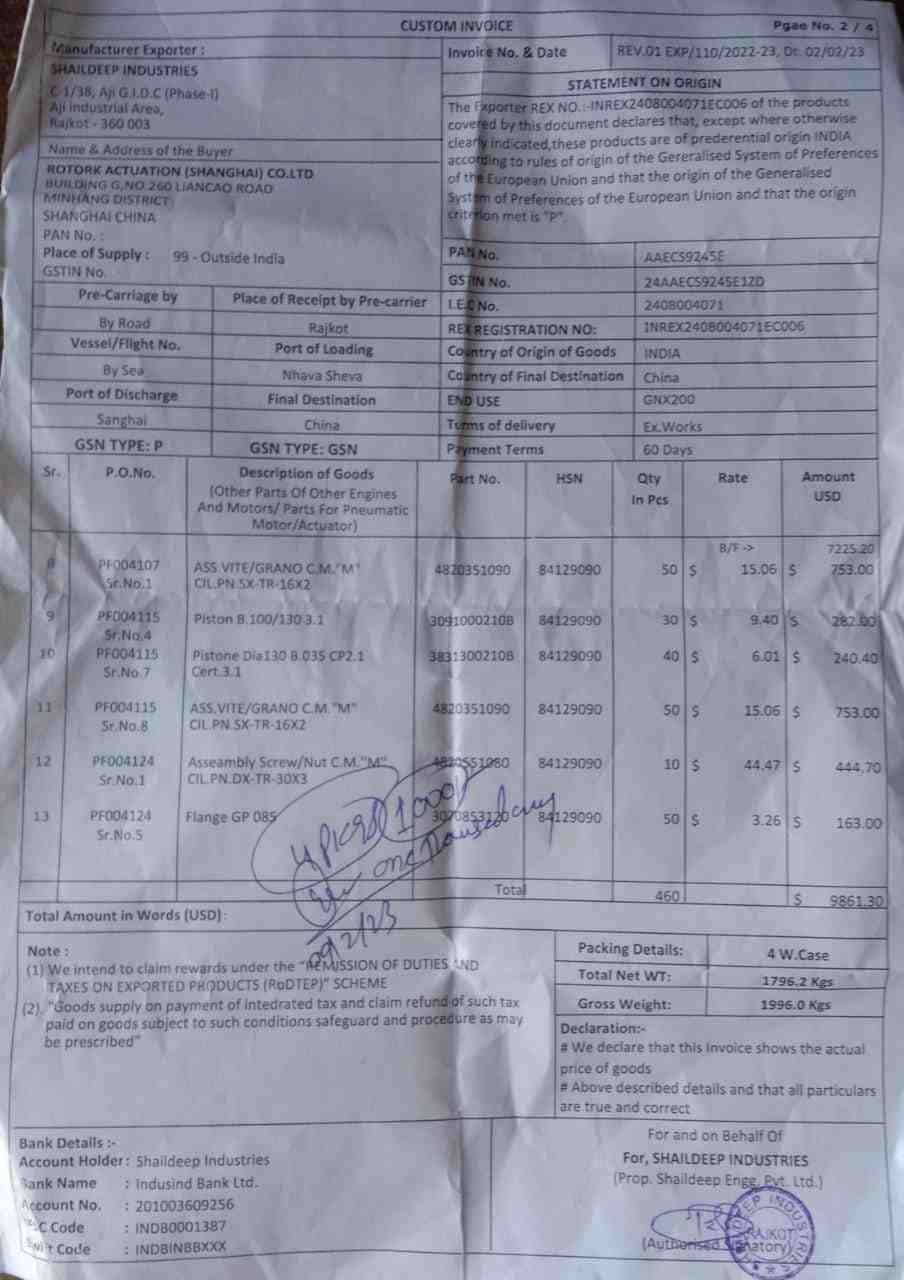 CUSTOM INVOICE
Pgae No. 2 / 4
Manufacturer Exporter :
SHAILDEEP INDUSTRIES
C-1/38, Aji G.I.D.C (Phase-I)
Aji industrial Area,
Rajkot - 360 003
Invoice No. & Date
REV.01 EXP/110/2022-23, Dt. 02/02/23
STATEMENT ON ORIGIN
The Exporter REX NO.:-INREX2408004071EC006 of the products
covered by this document declares that, except where otherwise
clearly indicated,these products are of prederential origin INDIA
according to rules of origin of the Gereralised System of Preferences
of the European Union and that the origin of the Generalised
System of Preferences of the European Union and that the origin
criterion met is "P".
Name & Address of the Buyer
ROTORK ACTUATION (SHANGHAI) CO.LTD
BUILDING G,NO.260 LIANCAO ROAD
MINHANG DISTRICT
SHANGHAI CHINA
PAN No. :
Place of Supply : 99 - Outside India
GSTIN No.
PAN No. AAECS9245E
GSTIN No. 24AAECS9245E1ZD
I.E.C No. 2408004071
REX REGISTRATION NO: INREX2408004071EC006
Country of Origin of Goods INDIA
Country of Final Destination China
END USE GNX200
Terms of delivery Ex.Works
Payment Terms 60 Days
Pre-Carriage by Place of Receipt by Pre-carrier
By Road Rajkot
Vessel/Flight No. Port of Loading
By Sea Nhava Sheva
Port of Discharge Final Destination
Sanghai China
GSN TYPE: P GSN TYPE: GSN
Sr. P.O.No. Description of Goods Part No. HSN Qty Rate Amount
(Other Parts Of Other Engines In Pcs USD
And Motors/ Parts For Pneumatic
Motor/Actuator)
B/F -> 7225.20
8 PF004107 ASS.VITE/GRANO C.M."M" 4820351090 84129090 50 $ 15.06 $ 753.00
Sr.No.1 CIL.PN.SX-TR-16X2
9 PF004115 Piston B.100/130 3.1 3091000210B 84129090 30 $ 9.40 $ 282.00
Sr.No.4
10 PF004115 Pistone Dia130 B.035 CP2.1 3831300210B 84129090 40 $ 6.01 $ 240.40
Sr.No.7 Cert.3.1
11 PF004115 ASS.VITE/GRANO C.M."M" 4820351090 84129090 50 $ 15.06 $ 753.00
Sr.No.8 CIL.PN.SX-TR-16X2
12 PF004124 Asseambly Screw/Nut C.M."M" 4820551080 84129090 10 $ 44.47 $ 444.70
Sr.No.1 CIL.PN.DX-TR-30X3
13 PF004124 Flange GP 085 3070853120 84129090 50 $ 3.26 $ 163.00
Sr.No.5
1000
one thousand only
Total 460 $ 9861.30
Total Amount in Words (USD):
Note :
(1) We intend to claim rewards under the "REMISSION OF DUTIES AND
TAXES ON EXPORTED PRODUCTS (RoDTEP)" SCHEME
(2). "Goods supply on payment of intedrated tax and claim refund of such tax
paid on goods subject to such conditions safeguard and procedure as may
be prescribed"
Packing Details: 4 W.Case
Total Net WT: 1796.2 Kgs
Gross Weight: 1996.0 Kgs
Declaration:-
# We declare that this Invoice shows the actual
price of goods
# Above described details and that all particulars
are true and correct
Bank Details :-
Account Holder: Shaildeep Industries
Bank Name : Indusind Bank Ltd.
Account No. : 201003609256
Code : INDB0001387
Code : INDBINBBXXX
For and on Behalf Of
For, SHAILDEEP INDUSTRIES
(Prop. Shaildeep Engg. Pvt. Ltd.)
RAJKOT
(Authorised Signatory)